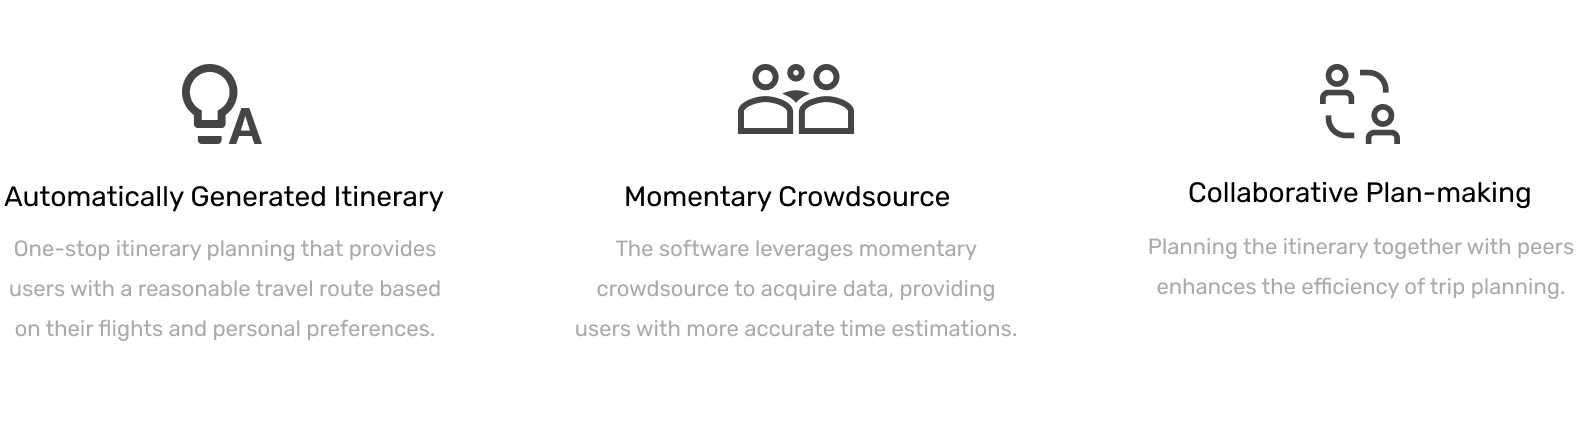 A
Automatically Generated Itinerary
One-stop itinerary planning that provides
users with a reasonable travel route based
on their flights and personal preferences.
Momentary Crowdsource
The software leverages momentary
crowdsource to acquire data, providing
users with more accurate time estimations.
Collaborative Plan-making
Planning the itinerary together with peers
enhances the efficiency of trip planning.